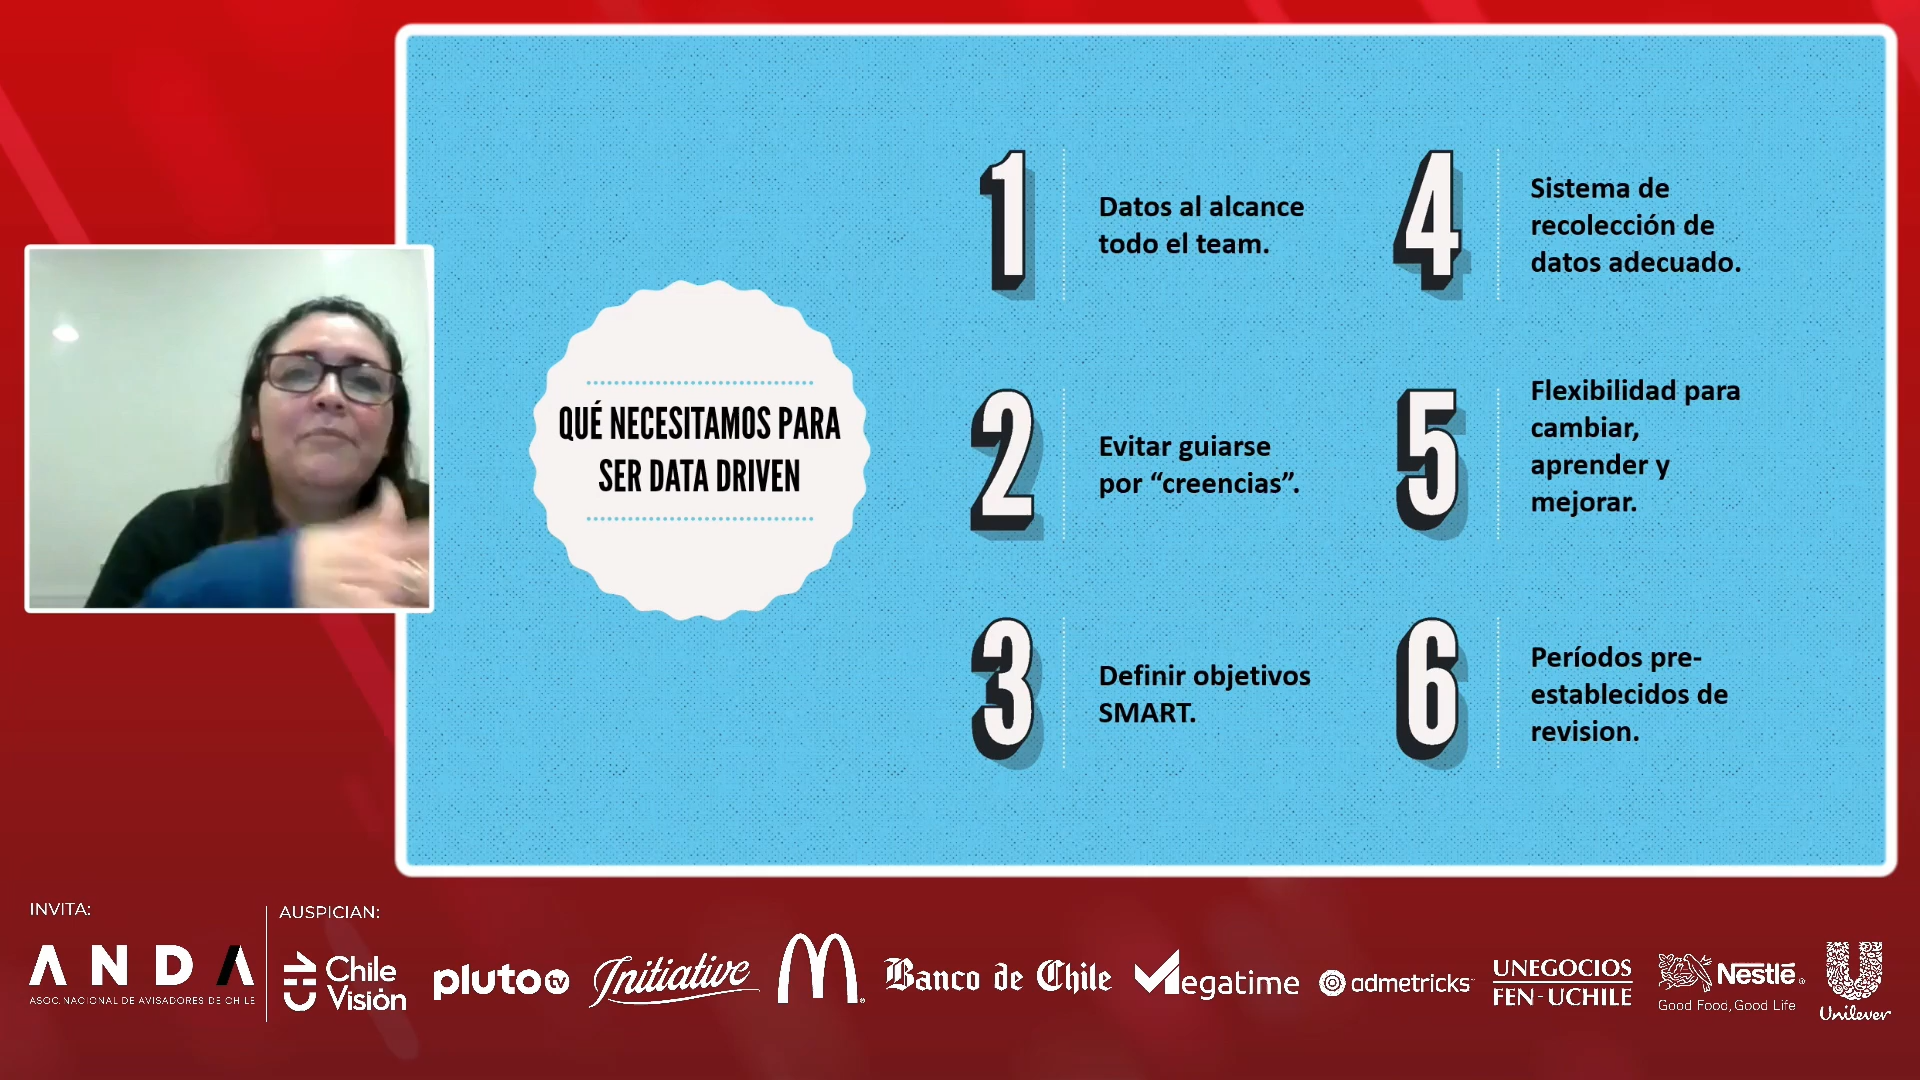 QUÉ NECESITAMOS PARA
SER DATA DRIVEN
1
Datos al alcance
todo el team.
2
Evitar guiarse
por “creencias”.
3
Definir objetivos
SMART.
4
Sistema de
recolección de
datos adecuado.
5
Flexibilidad para
cambiar,
aprender y
mejorar.
6
Períodos pre-
establecidos de
revision.
INVITA:
ANDA
ASOC. NACIONAL DE AVISADORES DE CHILE
AUSPICIAN:
CHV
Chile
Visión
pluto tv
Initiative
M
Banco de Chile
Megatime
admetricks
UNEGOCIOS
FEN - UCHILE
Nestlé
Good Food, Good Life
Unilever